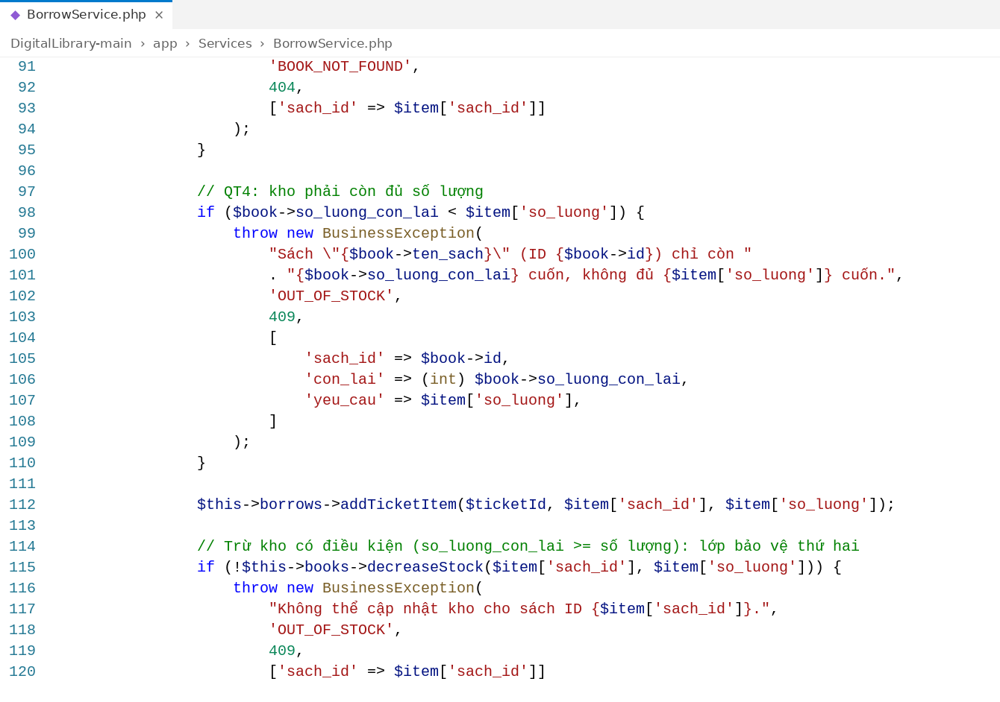 BorrowService.php ×
DigitalLibrary-main › app › Services › BorrowService.php
91                          'BOOK_NOT_FOUND',
92                          404,
93                          ['sach_id' => $item['sach_id']]
94                      );
95                  }
96
97                  // QT4: kho phải còn đủ số lượng
98                  if ($book->so_luong_con_lai < $item['so_luong']) {
99                      throw new BusinessException(
100                         "Sách \"{$book->ten_sach}\" (ID {$book->id}) chỉ còn "
101                         . "{$book->so_luong_con_lai} cuốn, không đủ {$item['so_luong']} cuốn.",
102                         'OUT_OF_STOCK',
103                         409,
104                         [
105                             'sach_id' => $book->id,
106                             'con_lai' => (int) $book->so_luong_con_lai,
107                             'yeu_cau' => $item['so_luong'],
108                         ]
109                     );
110                 }
111
112                 $this->borrows->addTicketItem($ticketId, $item['sach_id'], $item['so_luong']);
113
114                 // Trừ kho có điều kiện (so_luong_con_lai >= số lượng): lớp bảo vệ thứ hai
115                 if (!$this->books->decreaseStock($item['sach_id'], $item['so_luong'])) {
116                     throw new BusinessException(
117                         "Không thể cập nhật kho cho sách ID {$item['sach_id']}.",
118                         'OUT_OF_STOCK',
119                         409,
120                         ['sach_id' => $item['sach_id']]